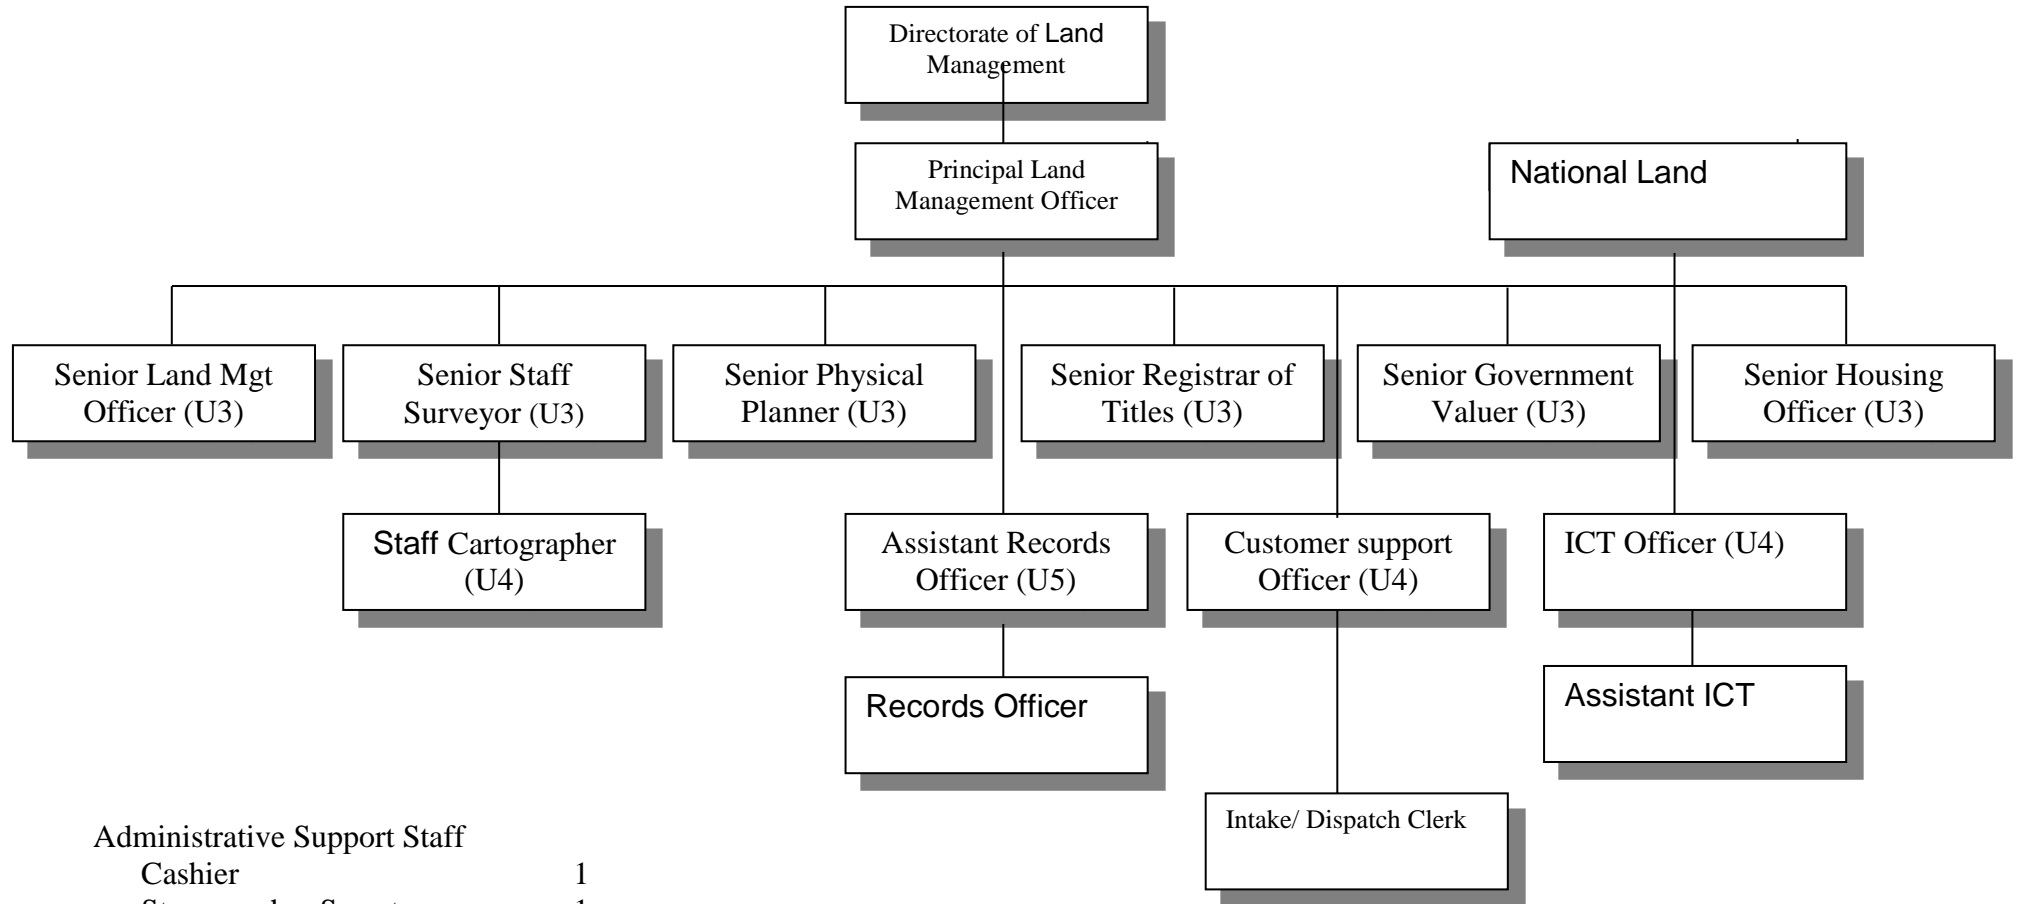 Directorate of Land
Management
Principal Land
Management Officer
National Land
Senior Land Mgt
Officer (U3)
Senior Staff
Surveyor (U3)
Senior Physical
Planner (U3)
Senior Registrar of
Titles (U3)
Senior Government
Valuer (U3)
Senior Housing
Officer (U3)
Staff Cartographer
(U4)
Assistant Records
Officer (U5)
Customer support
Officer (U4)
ICT Officer (U4)
Records Officer
Assistant ICT
Intake/ Dispatch Clerk
Administrative Support Staff
Cashier 1
1